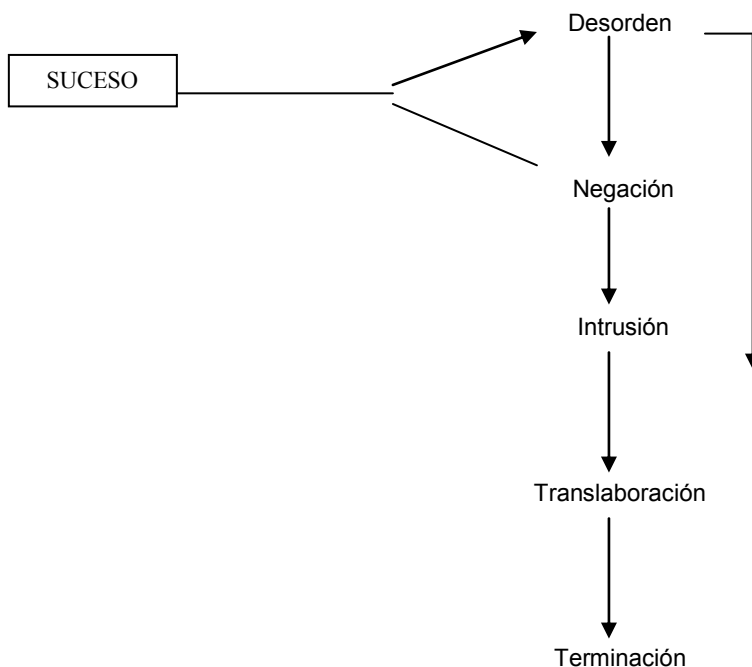 Desorden
SUCESO
Negación
Intrusión
Translaboración
Terminación